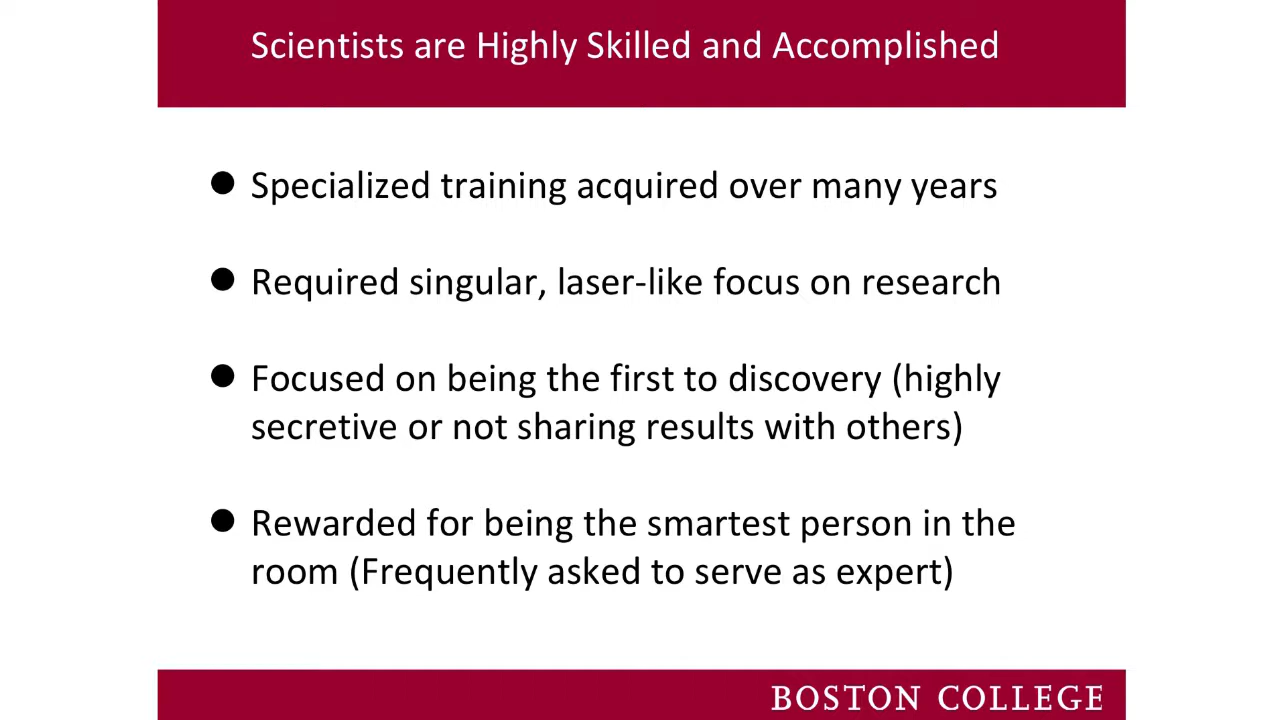 Scientists are Highly Skilled and Accomplished
● Specialized training acquired over many years
● Required singular, laser-like focus on research
● Focused on being the first to discovery (highly
secretive or not sharing results with others)
● Rewarded for being the smartest person in the
room (Frequently asked to serve as expert)
BOSTON COLLEGE